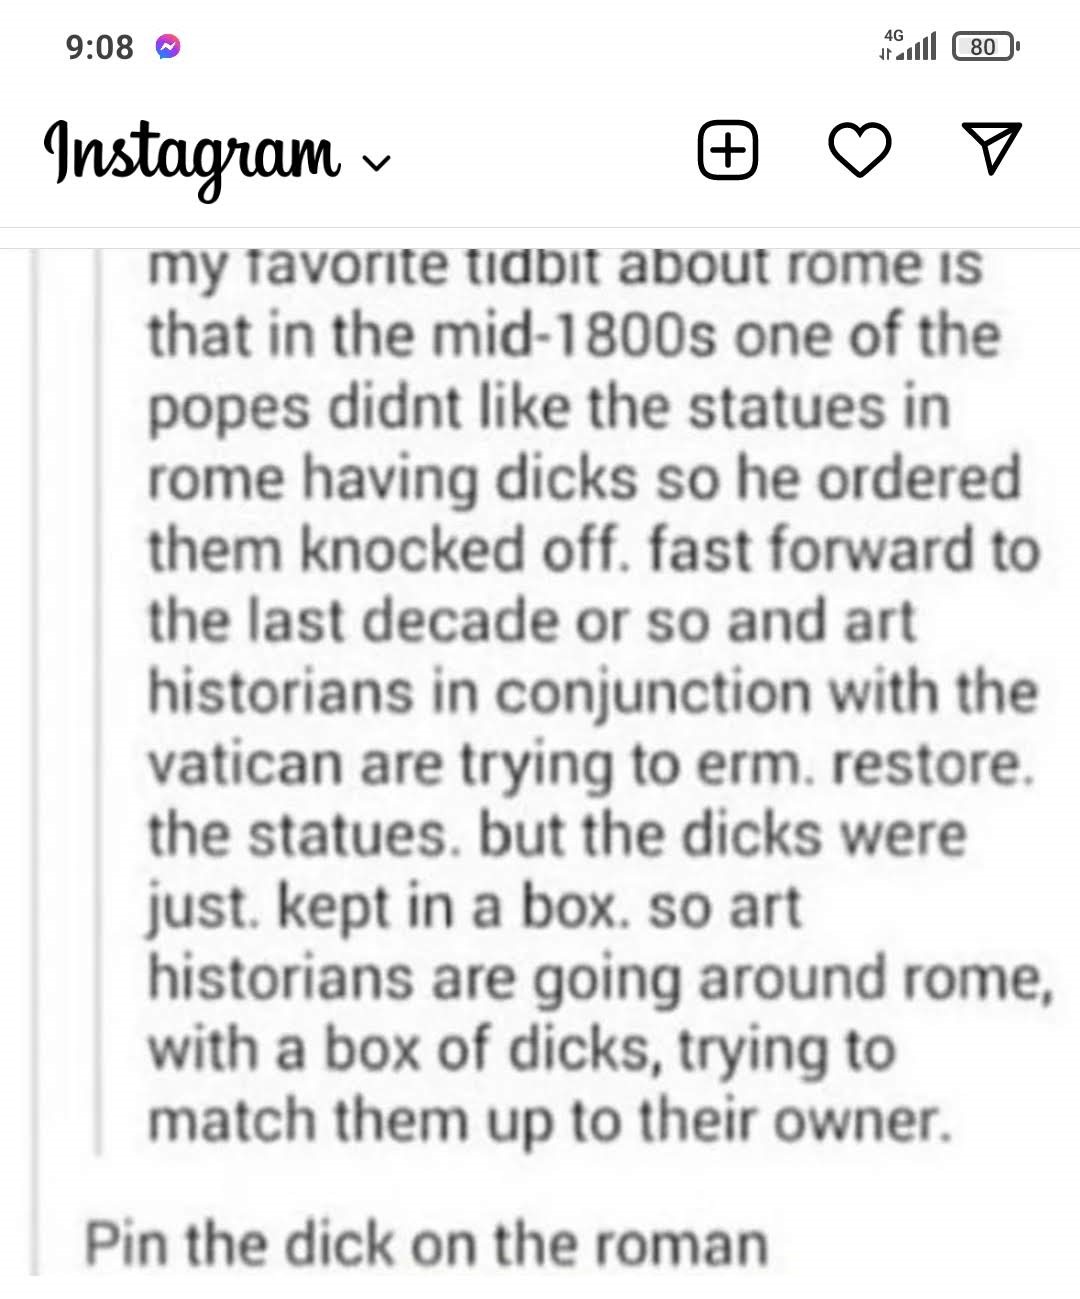 9:08
4G
80
Instagram
my favorite tidbit about rome is
that in the mid-1800s one of the
popes didnt like the statues in
rome having dicks so he ordered
them knocked off. fast forward to
the last decade or so and art
historians in conjunction with the
vatican are trying to erm. restore.
the statues. but the dicks were
just. kept in a box. so art
historians are going around rome,
with a box of dicks, trying to
match them up to their owner.
Pin the dick on the roman